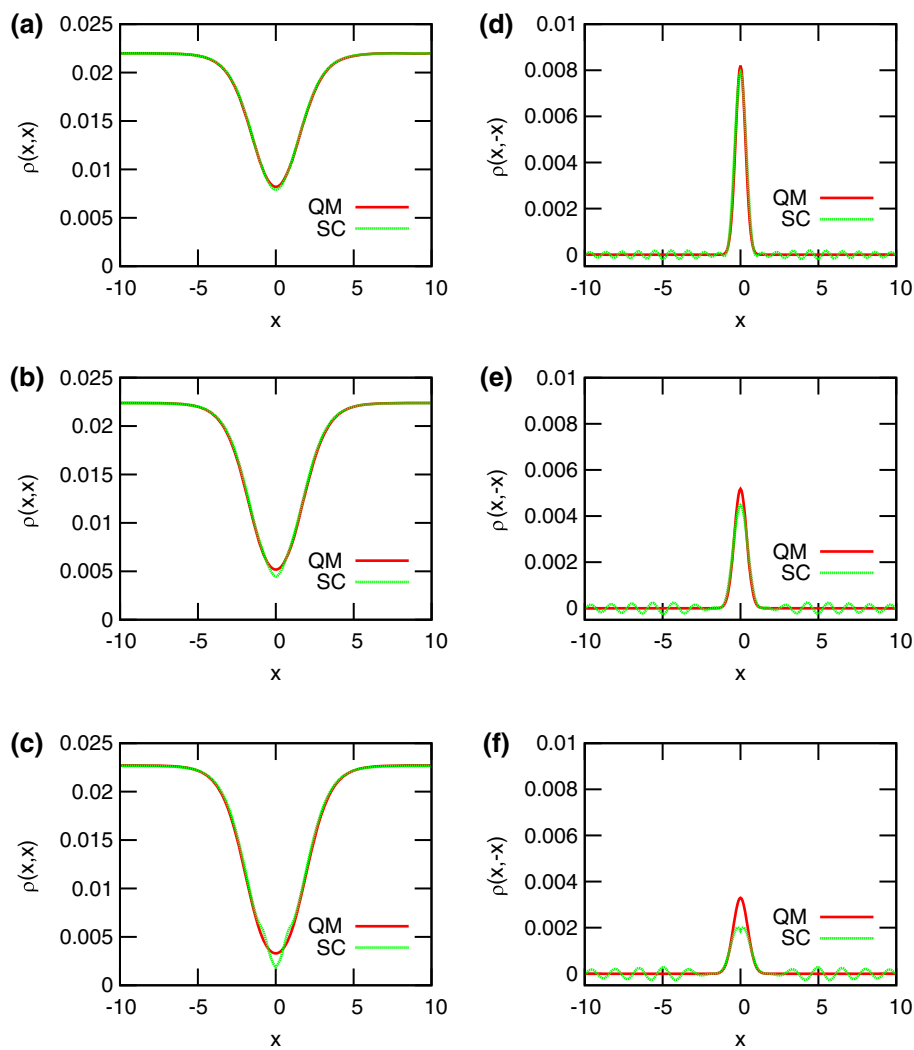 (a)
0.025
0.02
0.015
0.01
0.005
0
ρ(x,x)
QM
SC
-10 -5 0 5 10
x
(d)
0.01
0.008
0.006
0.004
0.002
0
ρ(x,-x)
QM
SC
-10 -5 0 5 10
x
(b)
0.025
0.02
0.015
0.01
0.005
0
ρ(x,x)
QM
SC
-10 -5 0 5 10
x
(e)
0.01
0.008
0.006
0.004
0.002
0
ρ(x,-x)
QM
SC
-10 -5 0 5 10
x
(c)
0.025
0.02
0.015
0.01
0.005
0
ρ(x,x)
QM
SC
-10 -5 0 5 10
x
(f)
0.01
0.008
0.006
0.004
0.002
0
ρ(x,-x)
QM
SC
-10 -5 0 5 10
x